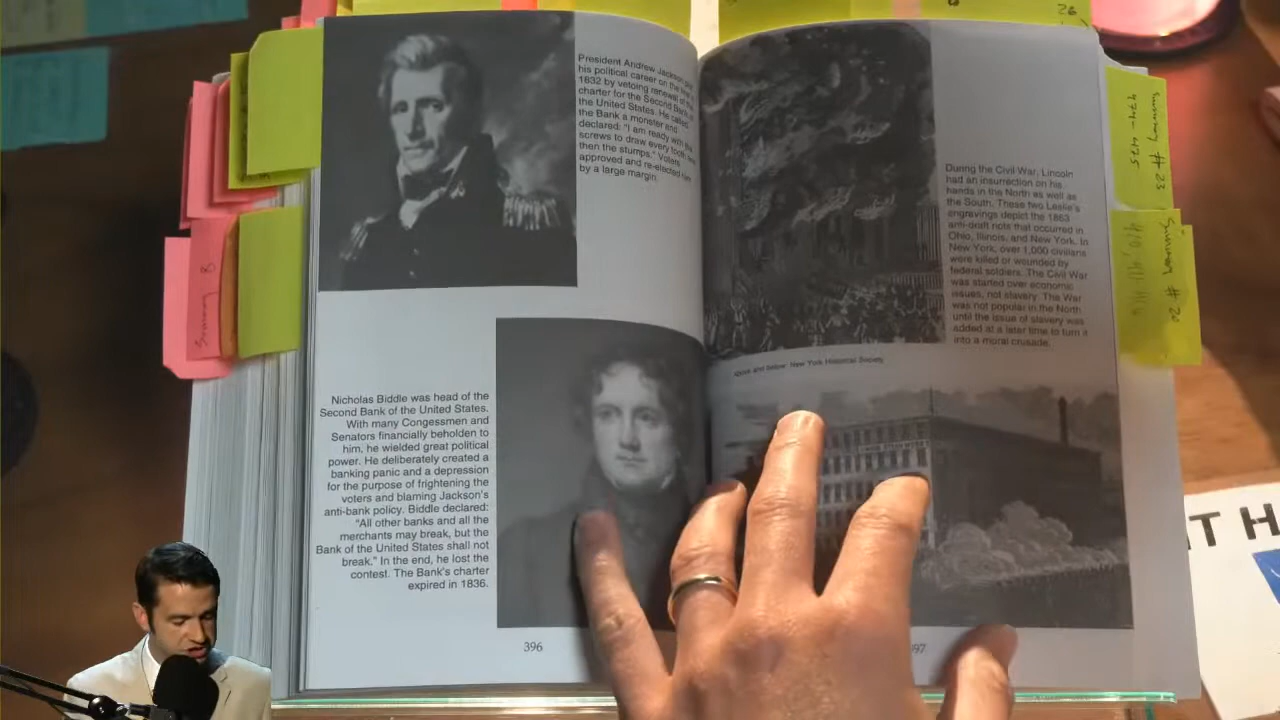 President Andrew Jackson
his political career on the
1832 by vetoing renewal of the
charter for the Second Bank of
the United States. He called
the Bank a monster and
declared: "I am ready with the
screws to draw every tooth and
then the stumps." Voters
approved and re-elected him
by a large margin.
Nicholas Biddle was head of the
Second Bank of the United States.
With many Congressmen and
Senators financially beholden to
him, he wielded great political
power. He deliberately created a
banking panic and a depression
for the purpose of frightening the
voters and blaming Jackson's
anti-bank policy. Biddle declared:
"All other banks and all the
merchants may break, but the
Bank of the United States shall not
break." In the end, he lost the
contest. The Bank's charter
expired in 1836.
396
During the Civil War, Lincoln
had an insurrection on his
hands in the North as well as
the South. These two Leslie's
engravings depict the 1863
anti-draft riots that occurred in
Ohio, Illinois, and New York. In
New York, over 1,000 civilians
were killed or wounded by
federal soldiers. The Civil War
was started over economic
issues, not slavery. The War
was not popular in the North
until the issue of slavery was
added at a later time to turn it
into a moral crusade.
Above and below: New York Historical Society
97
26
Summary # 23
474-475
Summary # 20
Summary B
T H